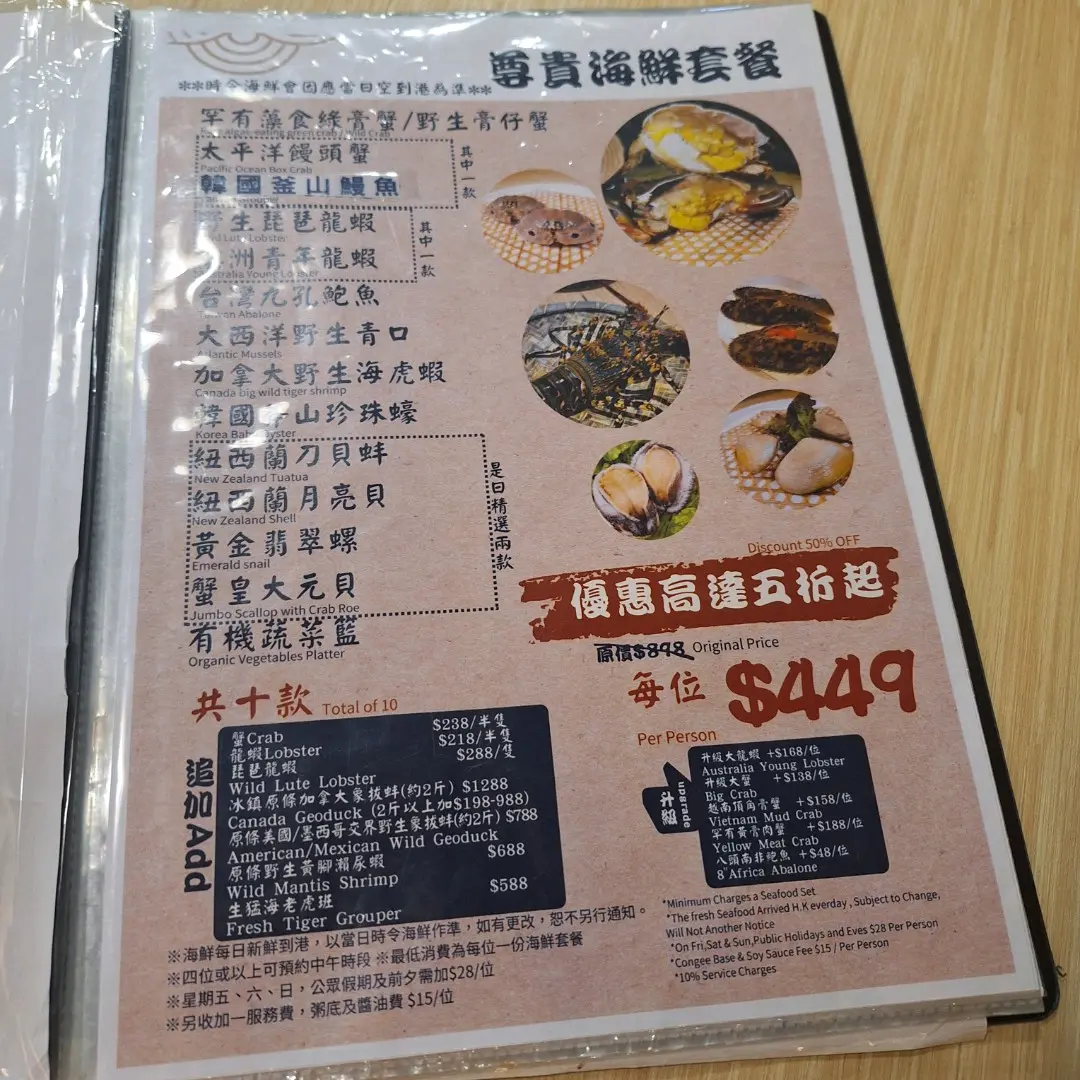 尊貴海鮮套餐
**時令海鮮會因應當日空到港為準**
罕有藻食綠膏蟹/野生膏仔蟹
太平洋饅頭蟹
Pacific Ocean Box Crab
韓國釜山鰻魚
其中一款
野生琵琶龍蝦
Lute Lobster
洲青年龍蝦
Australia Young Lobster
其中一款
台灣九孔鮑魚
Taiwan Abalone
大西洋野生青口
Atlantic Mussels
加拿大野生海虎蝦
Canada big wild tiger shrimp
韓國釜山珍珠蠔
Korea Baby Oyster
紐西蘭刀貝蚌
New Zealand Tuatua
紐西蘭月亮貝
New Zealand Shell
黃金翡翠螺
Emerald snail
蟹皇大元貝
Jumbo Scallop with Crab Roe
是日精選兩款
有機蔬菜籃
Organic Vegetables Platter
共十款 Total of 10
Discount 50% OFF
優惠高達五折起
原價$898 Original Price
每位 $449
Per Person
追加Add
蟹Crab $238/半隻
龍蝦Lobster $218/半隻
琵琶龍蝦 $288/隻
Wild Lute Lobster
冰鎮原條加拿大象拔蚌(約2斤) $1288
Canada Geoduck (2斤以上加$198-988)
原條美國/墨西哥交界野生象拔蚌(約2斤) $788
American/Mexican Wild Geoduck
原條野生黃腳瀨尿蝦 $688
Wild Mantis Shrimp
生猛海老虎班 $588
Fresh Tiger Grouper
升級 upgrade
升級大龍蝦 +$168/位
Australia Young Lobster
升級大蟹 +$138/位
Big Crab
越南頂角膏蟹 +$158/位
Vietnam Mud Crab
罕有黃膏肉蟹 +$188/位
Yellow Meat Crab
八頭南非鮑魚 +$48/位
8"Africa Abalone
※海鮮每日新鮮到港，以當日時令海鮮作準，如有更改，恕不另行通知。
※四位或以上可預約中午時段 ※最低消費為每位一份海鮮套餐
※星期五、六、日，公眾假期及前夕需加$28/位
※另收加一服務費，粥底及醬油費 $15/位
*Minimum Charges a Seafood Set
*The fresh Seafood Arrived H.K everday , Subject to Change,
Will Not Another Notice
*On Fri,Sat & Sun,Public Holidays and Eves $28 Per Person
*Congee Base & Soy Sauce Fee $15 / Per Person
*10% Service Charges